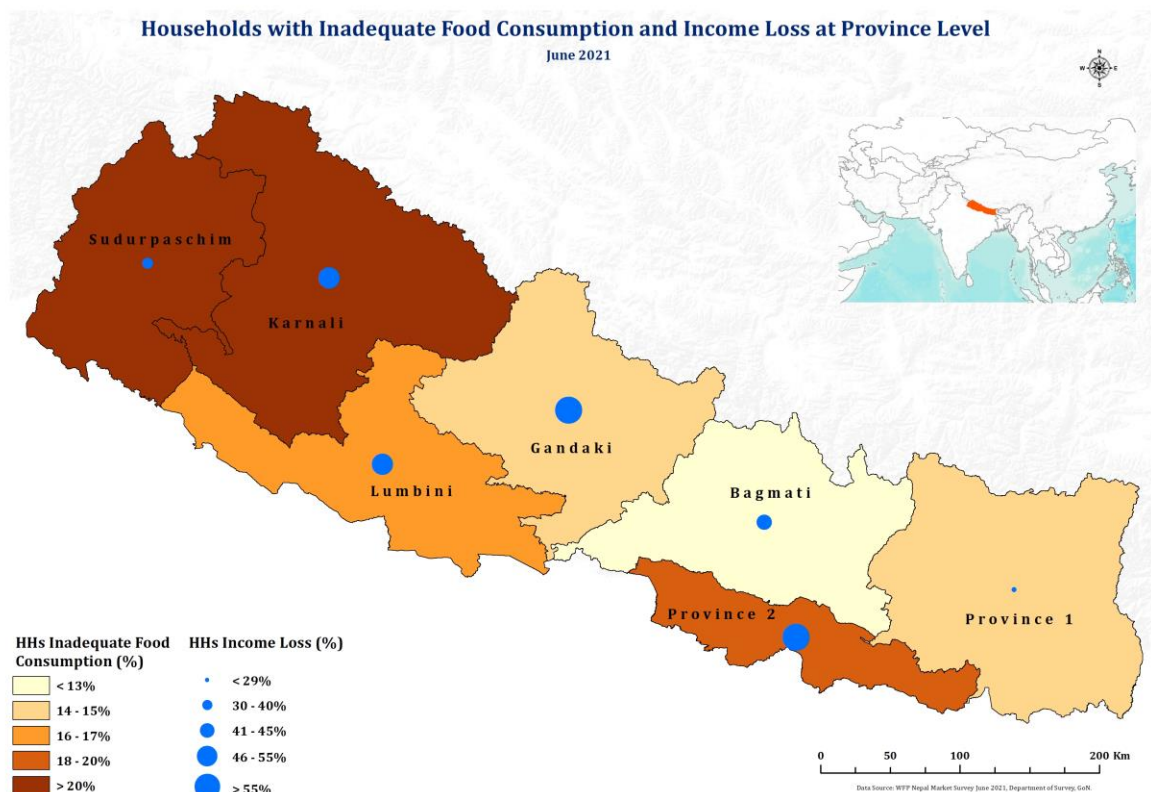 Households with Inadequate Food Consumption and Income Loss at Province Level
June 2021
N
W
E
S
Sudurpaschim
Karnali
Gandaki
Lumbini
Bagmati
Province 2
Province 1
HHs Inadequate Food
Consumption (%)
< 13%
14 - 15%
16 - 17%
18 - 20%
> 20%
HHs Income Loss (%)
< 29%
30 - 40%
41 - 45%
46 - 55%
> 55%
0 50 100 200 Km
Data Source: WFP Nepal Market Survey June 2021, Department of Survey, GoN.